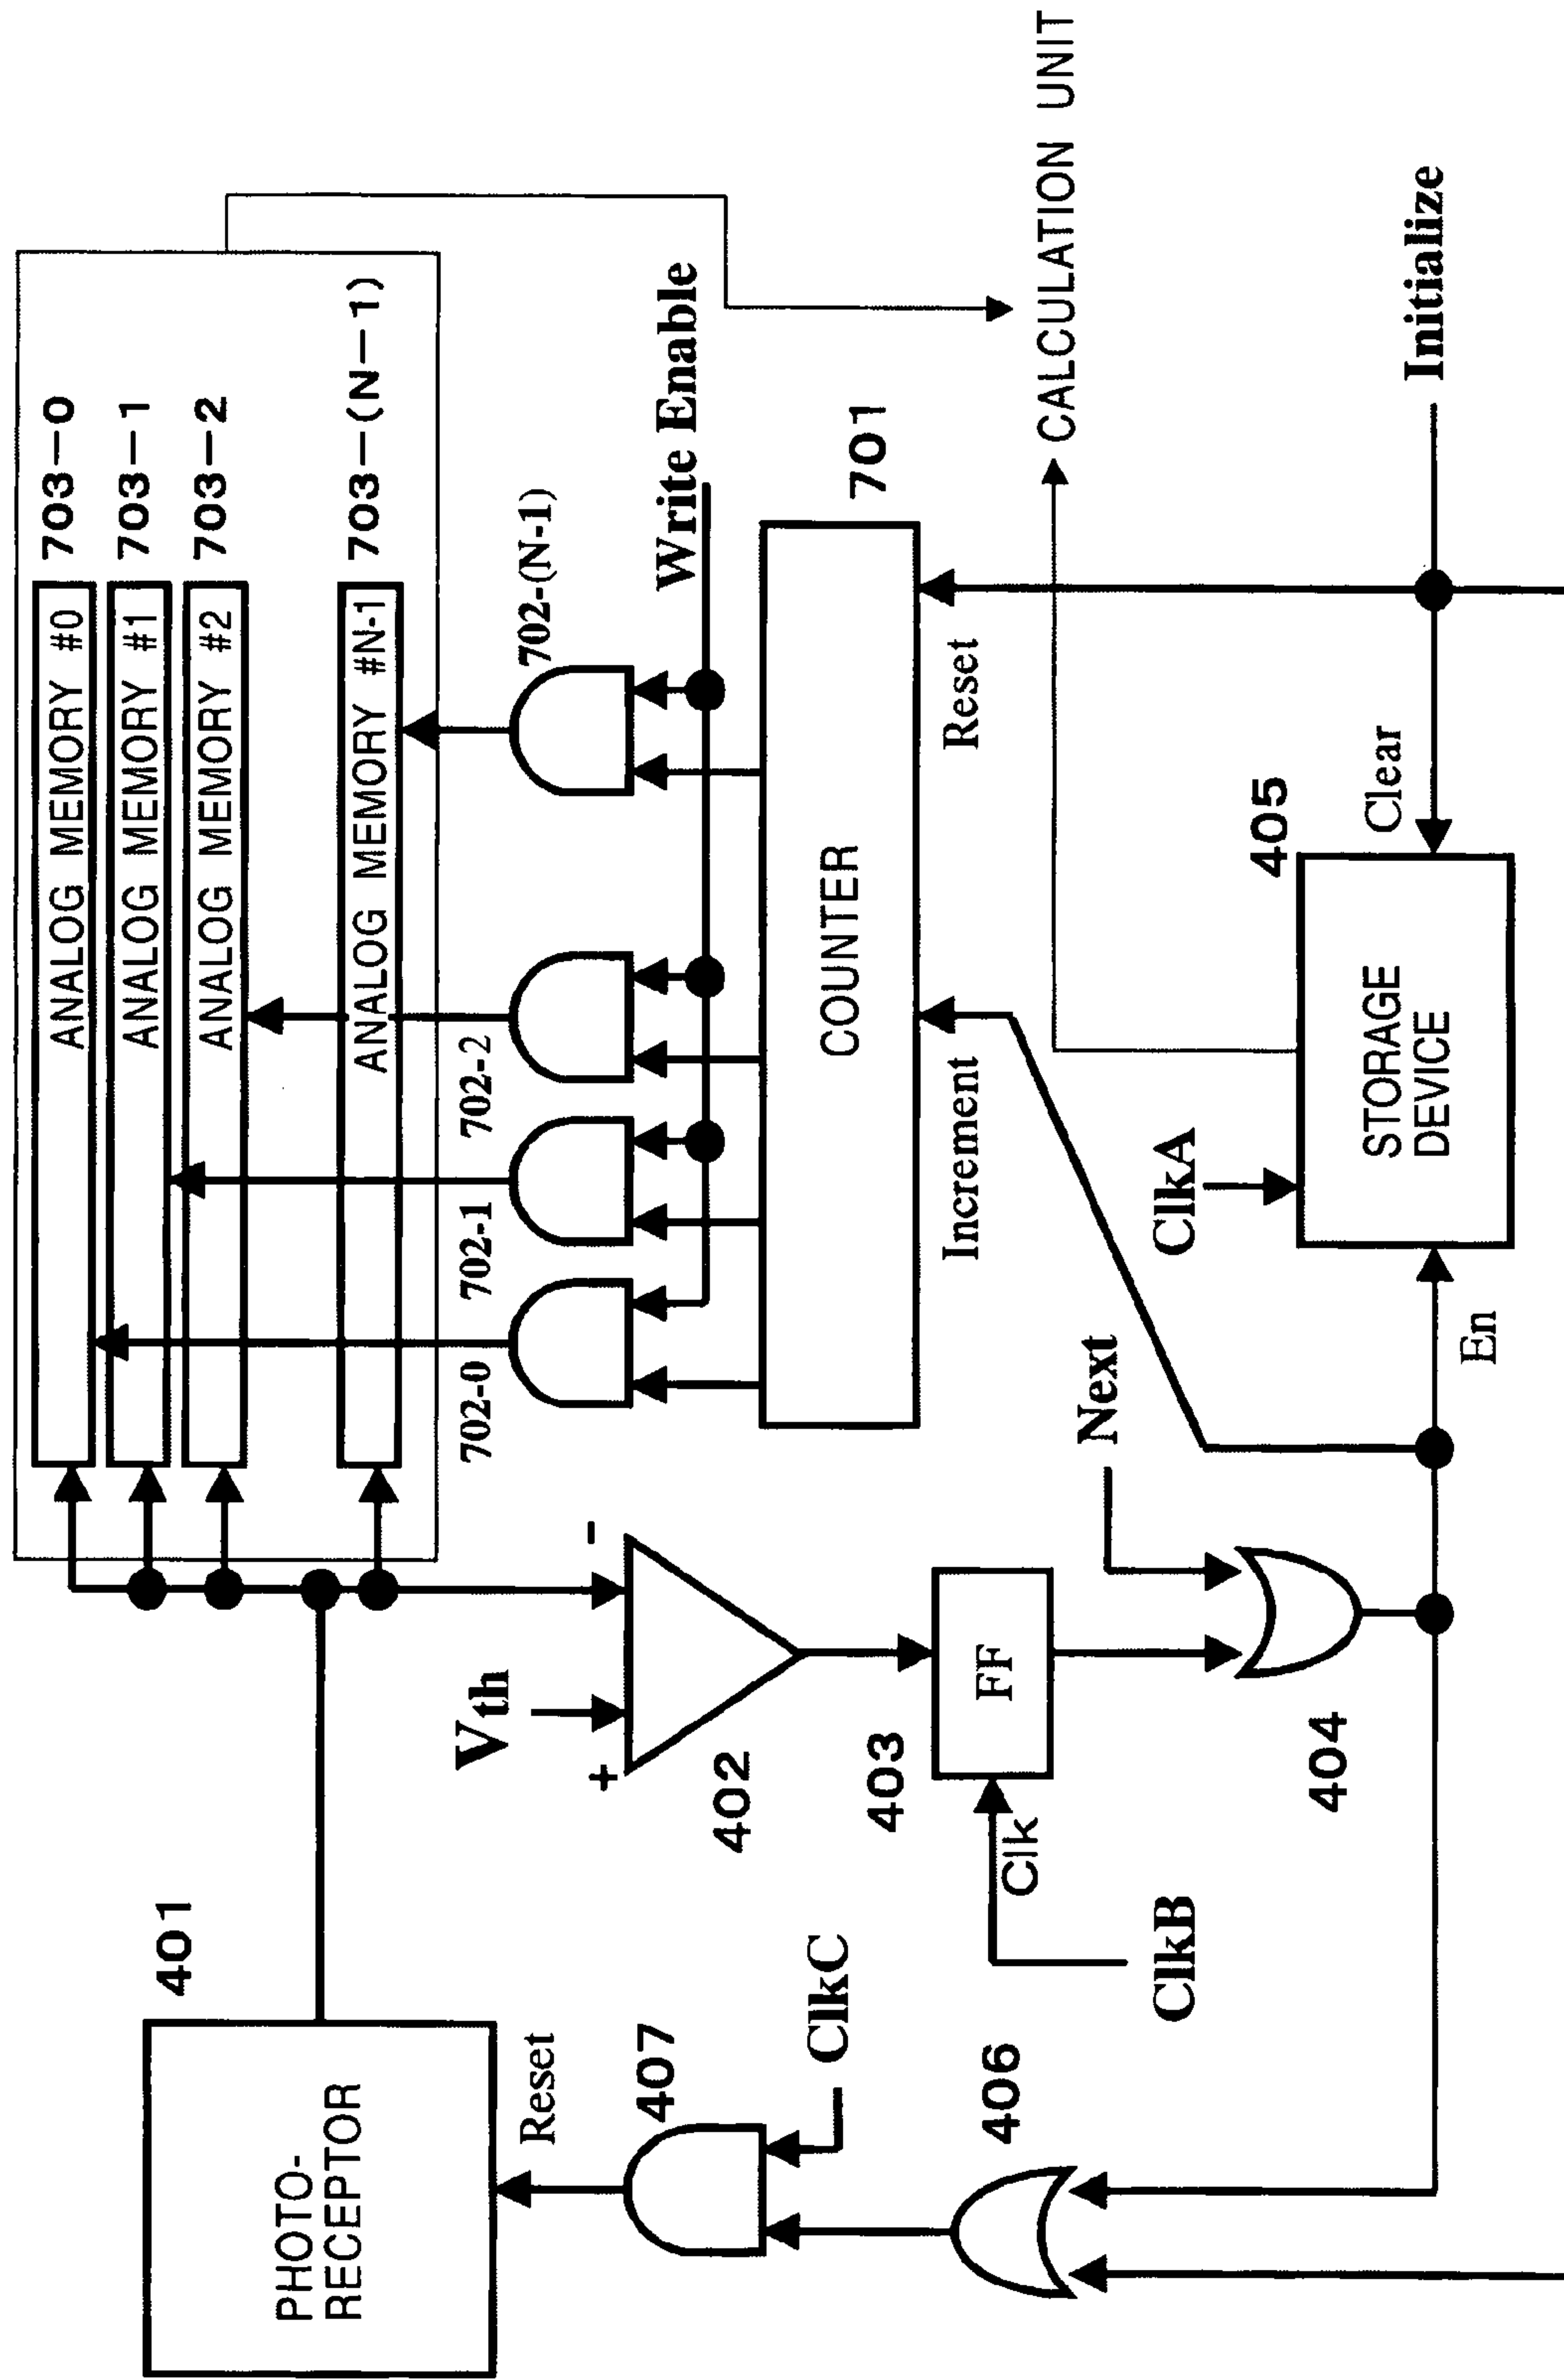 401
PHOTO-
RECEPTOR
Reset
407
ClkC
406
Vth
+
-
402
403
FF
Clk
ClkB
404
Next
ANALOG MEMORY #0
703-0
ANALOG MEMORY #1
703-1
ANALOG MEMORY #2
703-2
ANALOG MEMORY #N-1
703-(N-1)
702-0
702-1
702-2
702-(N-1)
Write Enable
COUNTER
701
Increment
Reset
CALCULATION UNIT
ClkA
405
STORAGE
DEVICE
En
Clear
Initialize